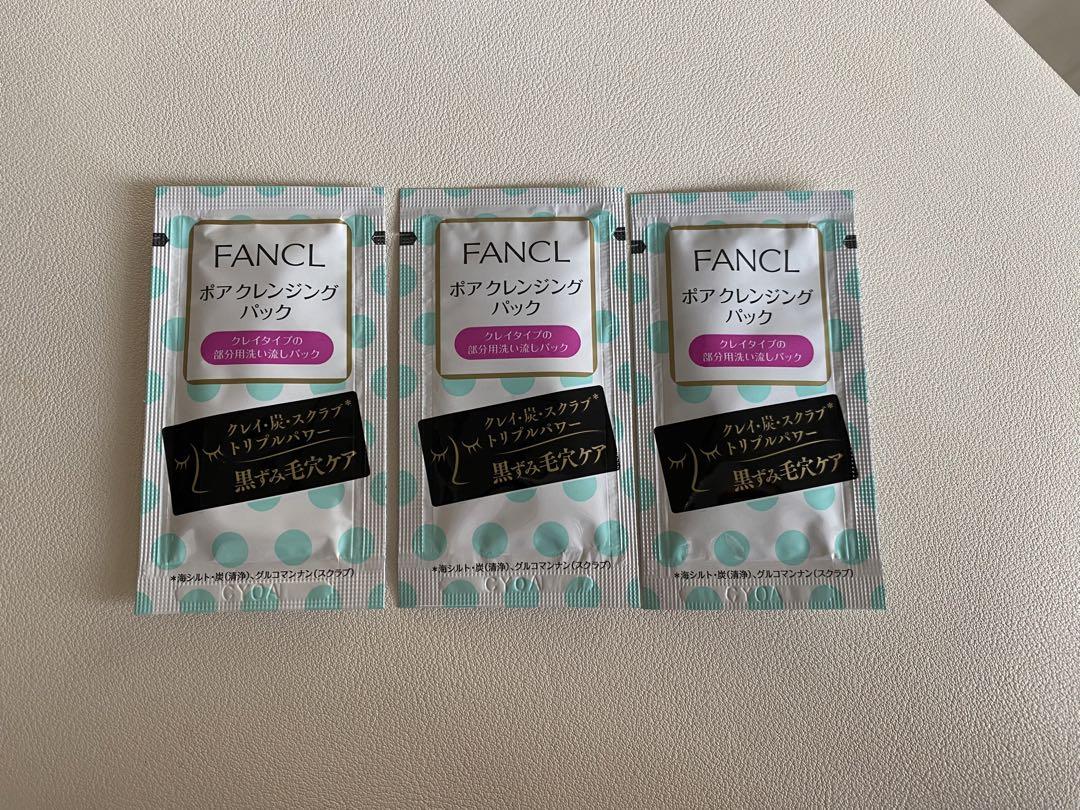 FANCL
ポア クレンジング
パック
クレイタイプの
部分用洗い流しパック
クレイ・炭・スクラブ*
トリプルパワー
黒ずみ毛穴ケア
*海シルト・炭(清浄)、グルコマンナン(スクラブ)
CYOA
FANCL
ポア クレンジング
パック
クレイタイプの
部分用洗い流しパック
クレイ・炭・スクラブ*
トリプルパワー
黒ずみ毛穴ケア
*海シルト・炭(清浄)、グルコマンナン(スクラブ)
CYOA
FANCL
ポア クレンジング
パック
クレイタイプの
部分用洗い流しパック
クレイ・炭・スクラブ*
トリプルパワー
黒ずみ毛穴ケア
*海シルト・炭(清浄)、グルコマンナン(スクラブ)
CYOA